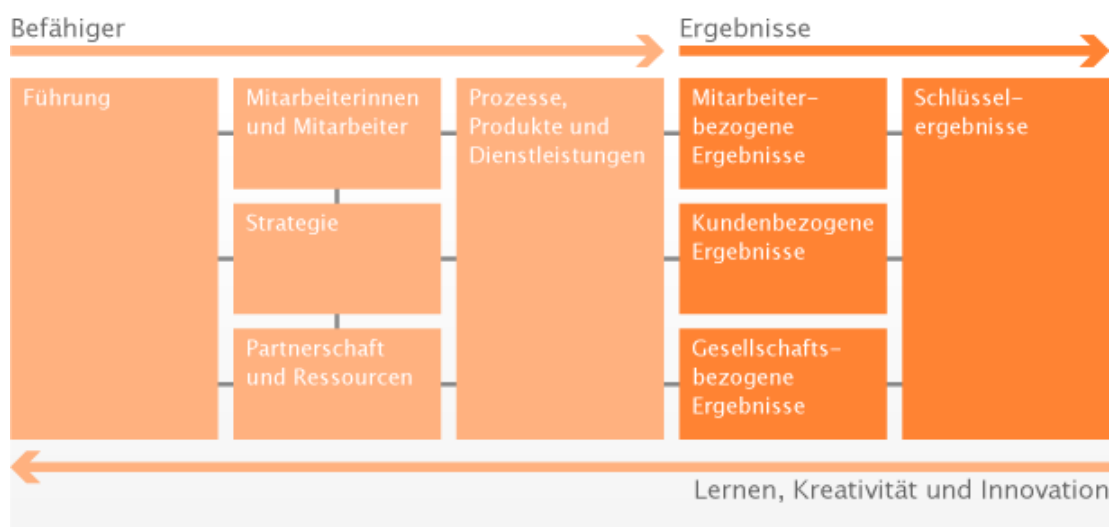 Befähiger
Ergebnisse
Führung
Mitarbeiterinnen
und Mitarbeiter
Strategie
Partnerschaft
und Ressourcen
Prozesse,
Produkte und
Dienstleistungen
Mitarbeiter-
bezogene
Ergebnisse
Kundenbezogene
Ergebnisse
Gesellschafts-
bezogene
Ergebnisse
Schlüssel-
ergebnisse
Lernen, Kreativität und Innovation